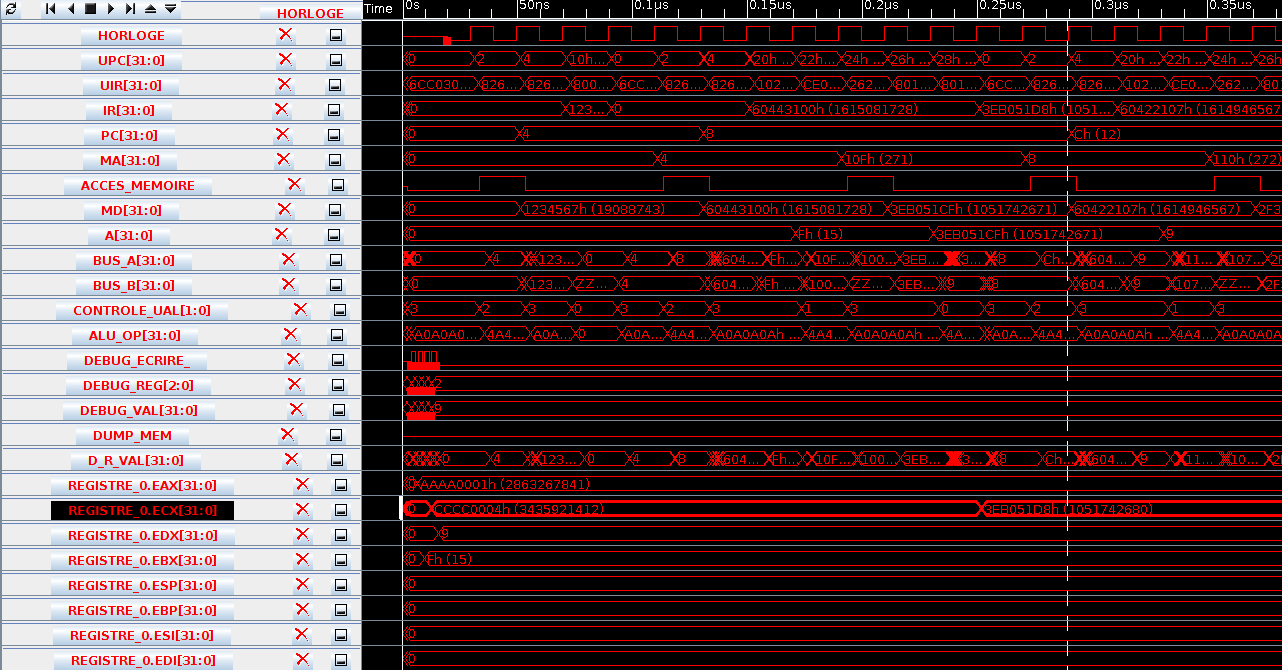 HORLOGE Time 0s 50ns 0.1µs 0.15µs 0.2µs 0.25µs 0.3µs 0.35µs
HORLOGE
UPC[31:0] 0 2 4 10h... 0 2 4 20h ... 22h... 24h ... 26h ... 28h ... 0 2 4 20h ... 22h ... 24h ... 26h
UIR[31:0] 6CC030... 826... 826... 800... 6CC... 826... 826... 102... CE0... 262... 801... 801... 6CC... 826... 826... 102... CE0... 262... 801
IR[31:0] 0 123... 0 60443100h (1615081728) 3EB051D8h (1051... 60422107h (1614946567
PC[31:0] 0 4 8 Ch (12)
MA[31:0] 0 4 10Fh (271) 8 110h (272)
ACCES_MEMOIRE
MD[31:0] 0 1234567h (19088743) 60443100h (1615081728) 3EB051CFh (1051742671) 60422107h (1614946567) 2F3
A[31:0] 0 Fh (15) 3EB051CFh (1051742671) 9
BUS_A[31:0] 0 4 123... 0 4 8 604... Fh... 10F... 100... 3EB... 3... 8 Ch... 604... 9 11... 107... 2F
BUS_B[31:0] 0 123... ZZ... 4 604... Fh... 100... ZZ... 3EB... 9 8 604... 9 107... ZZ... 2F
CONTROLE_UAL[1:0] 3 2 3 0 3 2 3 1 3 0 3 2 3 1 3
ALU_OP[31:0] A0A0A0... 4A4... A0A... 0 A0A... 4A4... A0A0A0Ah ... 4A4... A0A0A0Ah ... 4A... A0A... 4A4... A0A0A0Ah ... 4A4... A0A0A0A
DEBUG_ECRIRE_
DEBUG_REG[2:0] 2
DEBUG_VAL[31:0] 9
DUMP_MEM
D_R_VAL[31:0] 0 4 123... 0 4 8 604... Fh... 10F... 100... 3EB... 3... 8 Ch... 604... 9 11... 10...
REGISTRE_0.EAX[31:0] 0 AAAA0001h (2863267841)
REGISTRE_0.ECX[31:0] 0 CCCC0004h (3435921412) 3EB051D8h (1051742680)
REGISTRE_0.EDX[31:0] 0 9
REGISTRE_0.EBX[31:0] 0 Fh (15)
REGISTRE_0.ESP[31:0] 0
REGISTRE_0.EBP[31:0] 0
REGISTRE_0.ESI[31:0] 0
REGISTRE_0.EDI[31:0] 0